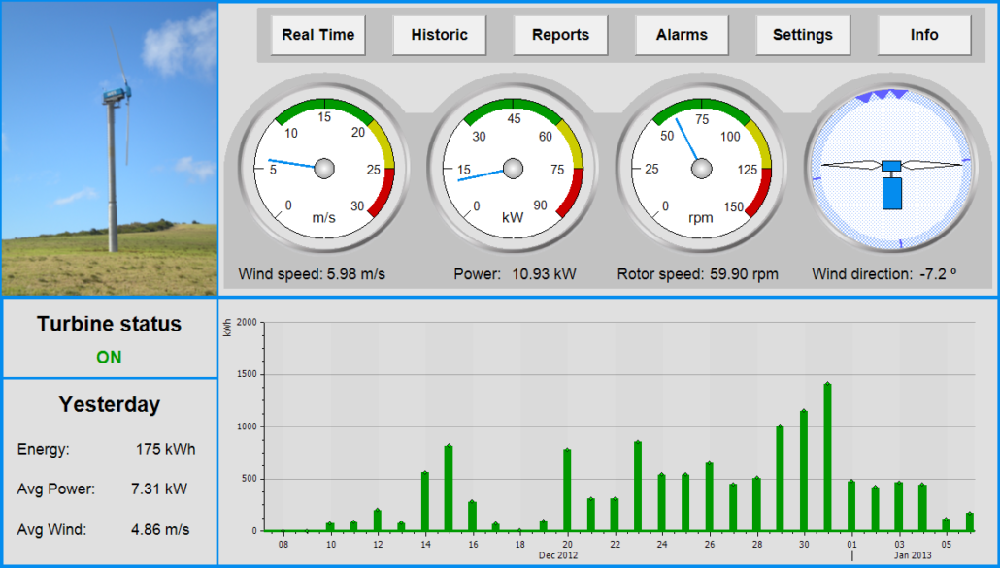 Real Time Historic Reports Alarms Settings Info
0 5 10 15 20 25 30 m/s
0 15 30 45 60 75 90 kW
0 25 50 75 100 125 150 rpm
Wind speed: 5.98 m/s
Power: 10.93 kW
Rotor speed: 59.90 rpm
Wind direction: -7.2 º
Turbine status
ON
Yesterday
Energy: 175 kWh
Avg Power: 7.31 kW
Avg Wind: 4.86 m/s
kWh
2000
1500
1000
500
0
08 10 12 14 16 18 20 22 24 26 28 30 01 03 05
Dec 2012 Jan 2013